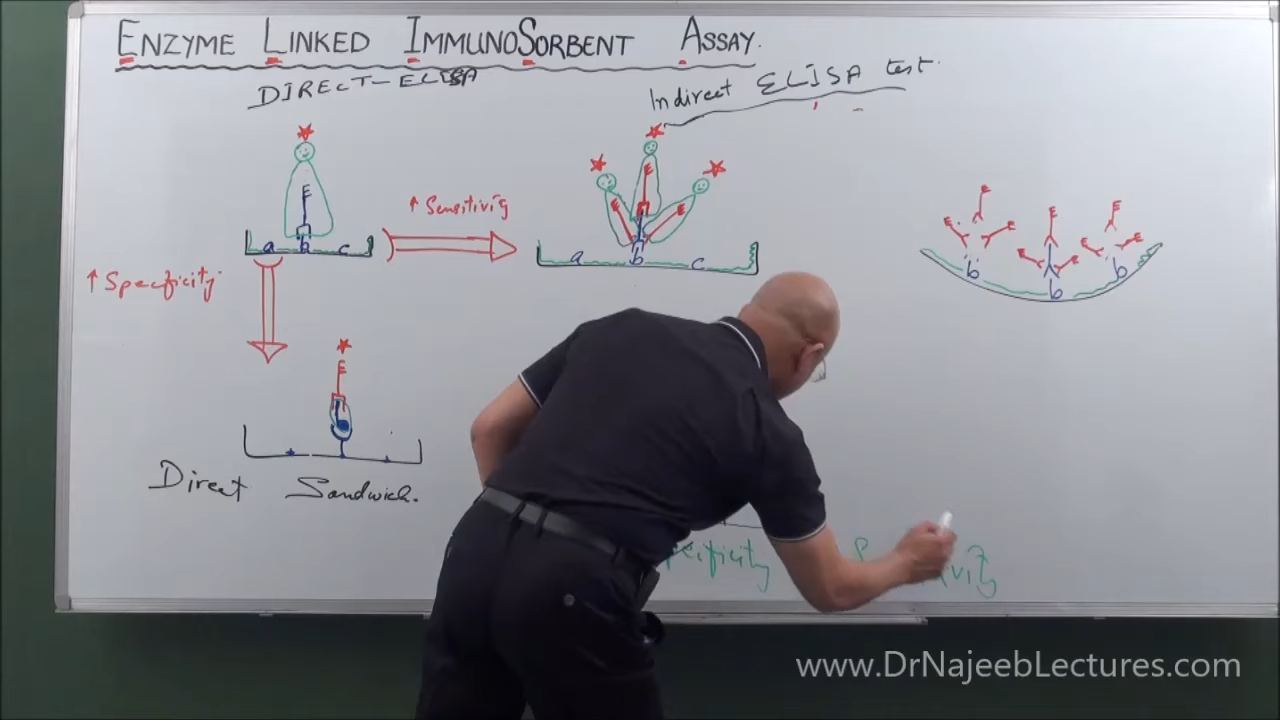 ENZYME LINKED IMMUNOSORBENT ASSAY.
DIRECT-ELISA
Indirect ELISA test.
E
E
E
E
↑ Sensitivity
a b c
a b c
E
E
E
E
E
E
E
E
E
b
b
b
↑ Specificity
E
Direct Sandwich.
www.DrNajeebLectures.com